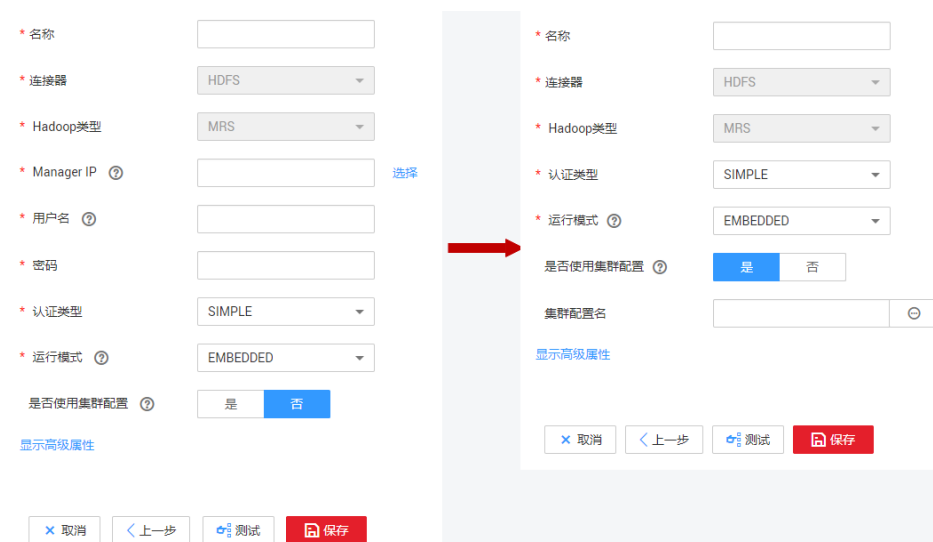 * 名称
* 连接器 HDFS
* Hadoop类型 MRS
* Manager IP ? 选择
* 用户名 ?
* 密码
* 认证类型 SIMPLE
* 运行模式 ? EMBEDDED
是否使用集群配置 ? 是 否
显示高级属性
取消 上一步 测试 保存
* 名称
* 连接器 HDFS
* Hadoop类型 MRS
* 认证类型 SIMPLE
* 运行模式 ? EMBEDDED
是否使用集群配置 ? 是 否
集群配置名
显示高级属性
取消 上一步 测试 保存